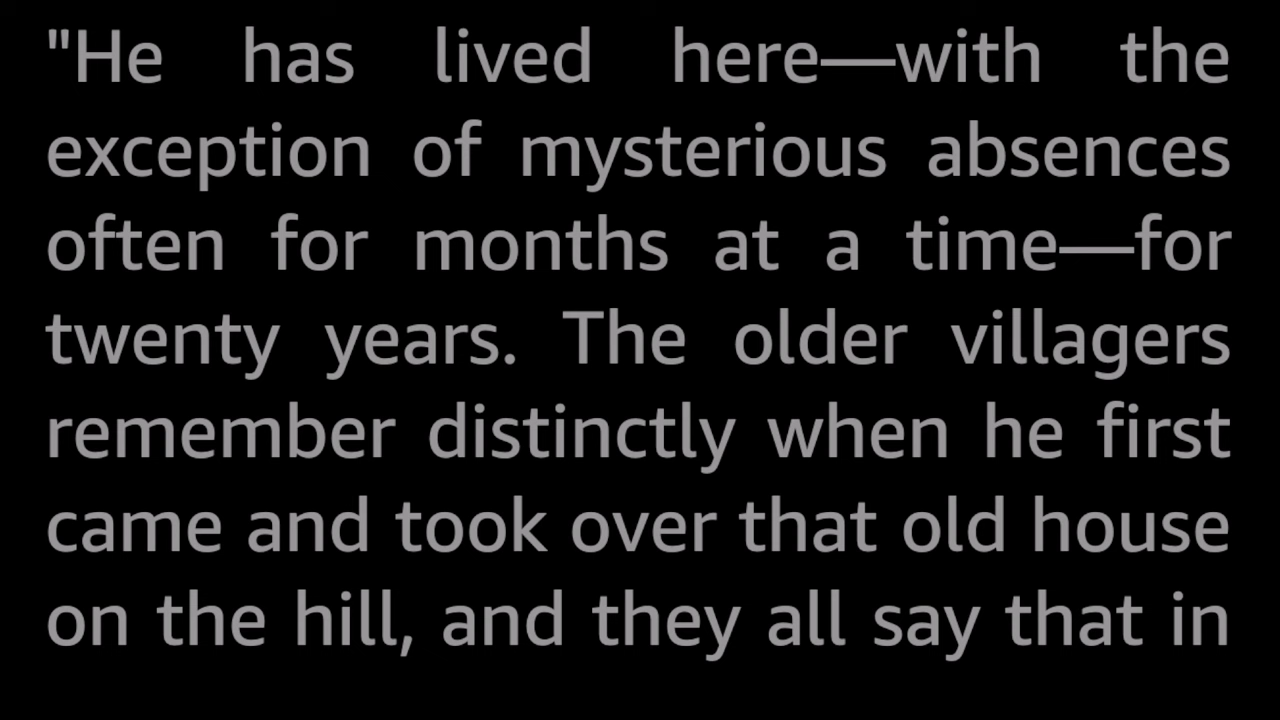 "He has lived here—with the
exception of mysterious absences
often for months at a time—for
twenty years. The older villagers
remember distinctly when he first
came and took over that old house
on the hill, and they all say that in